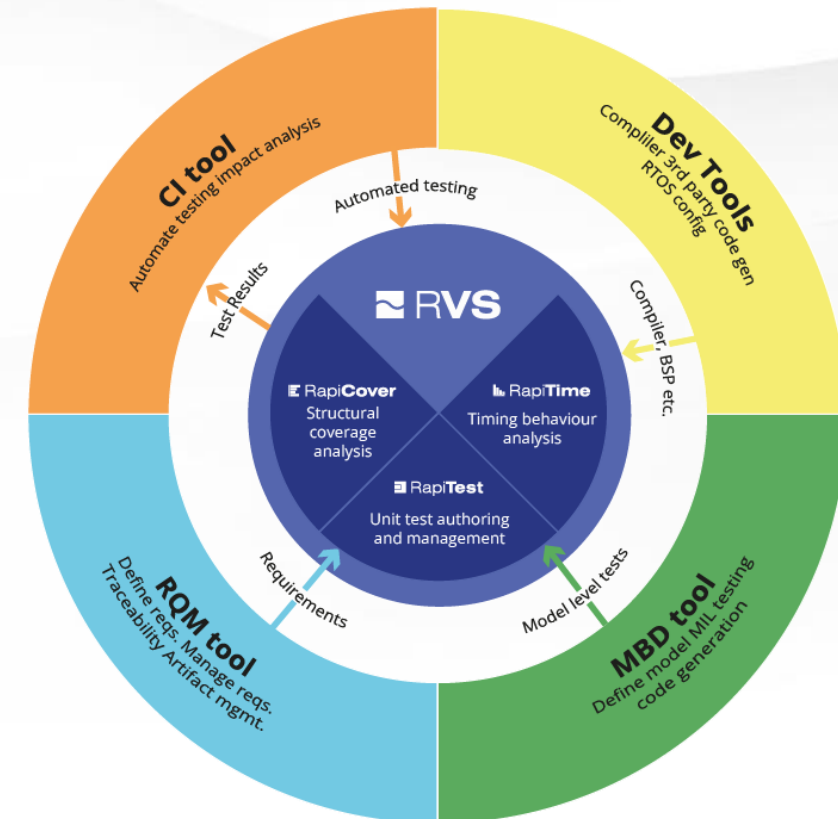 CI tool
Automate testing impact analysis
Dev Tools
Compliler 3rd party code gen
RTOS config
Automated testing
Test Results
Compiler, BSP etc.
RVS
RapiCover
Structural
coverage
analysis
RapiTime
Timing behaviour
analysis
RapiTest
Unit test authoring
and management
Requirements
Model level tests
RQM tool
Define reqs. Manage reqs.
Traceability Artifact mgmt.
MBD tool
Define model MIL testing
code generation